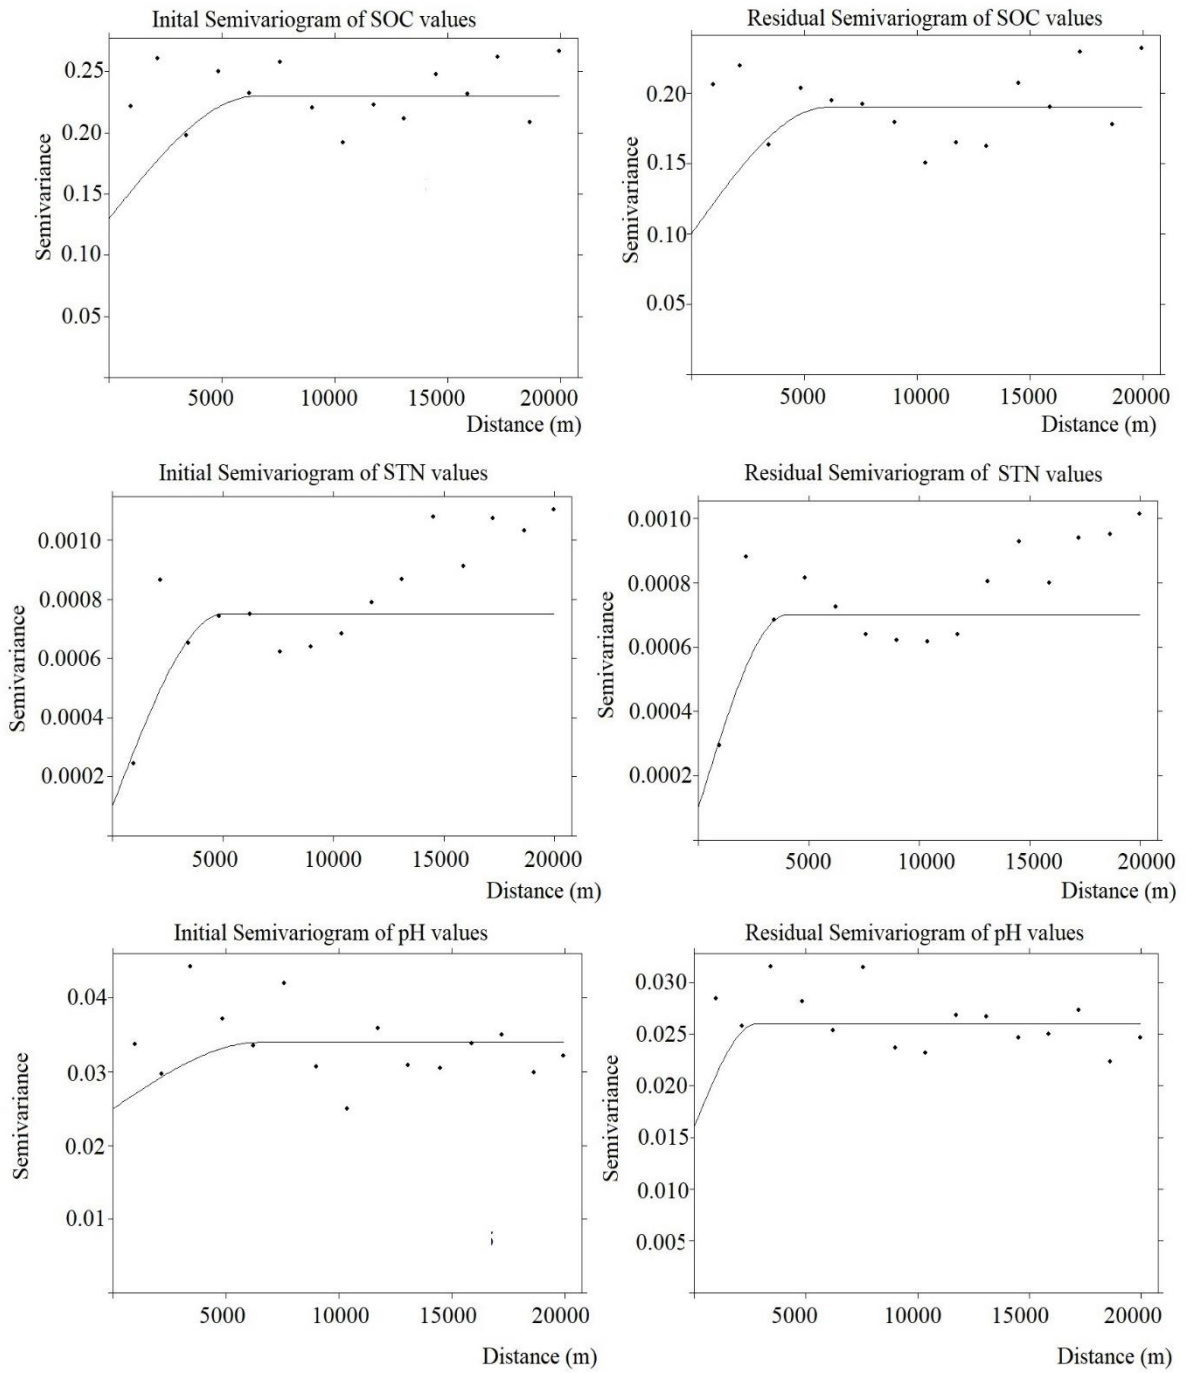 Inital Semivariogram of SOC values
Semivariance
0.25
0.20
0.15
0.10
0.05
5000 10000 15000 20000
Distance (m)
Residual Semivariogram of SOC values
Semivariance
0.20
0.15
0.10
0.05
5000 10000 15000 20000
Distance (m)
Initial Semivariogram of STN values
Semivariance
0.0010
0.0008
0.0006
0.0004
0.0002
5000 10000 15000 20000
Distance (m)
Residual Semivariogram of STN values
Semivariance
0.0010
0.0008
0.0006
0.0004
0.0002
5000 10000 15000 20000
Distance (m)
Initial Semivariogram of pH values
Semivariance
0.04
0.03
0.02
0.01
5000 10000 15000 20000
Distance (m)
Residual Semivariogram of pH values
Semivariance
0.030
0.025
0.020
0.015
0.010
0.005
5000 10000 15000 20000
Distance (m)